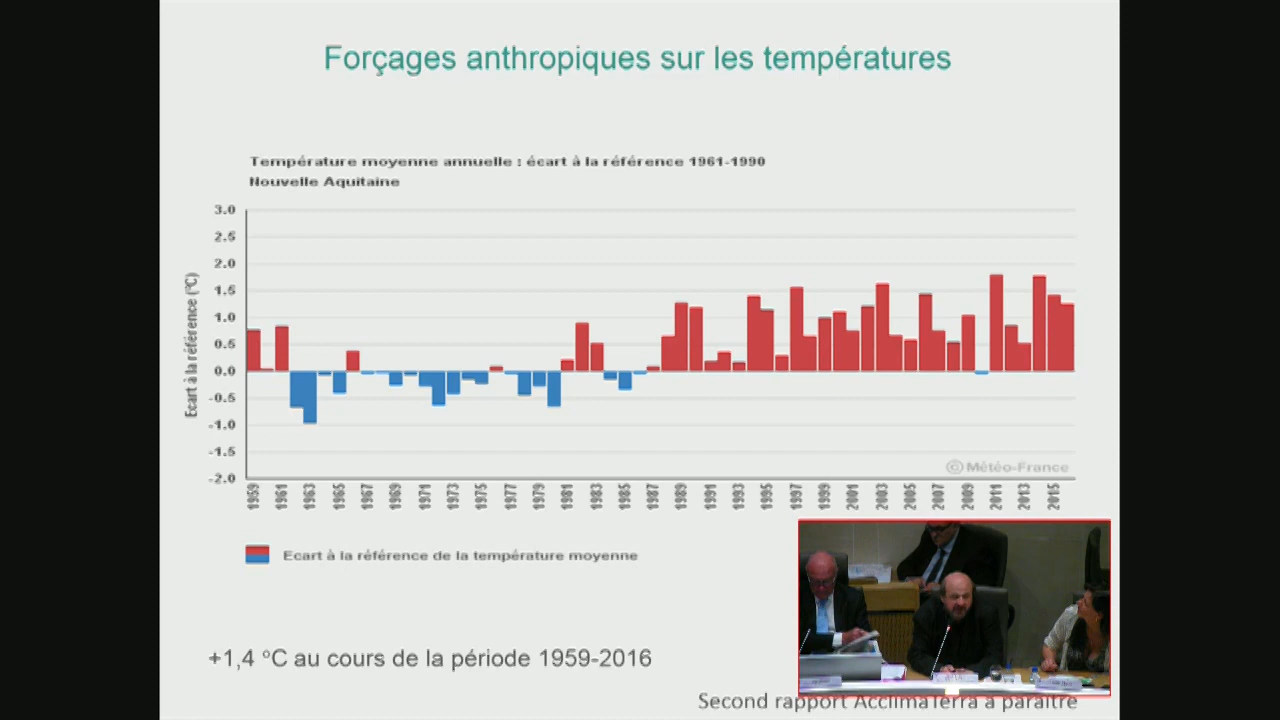 Forçages anthropiques sur les températures
Température moyenne annuelle : écart à la référence 1961-1990
Nouvelle Aquitaine
Ecart à la référence (°C)
3.0
2.5
2.0
1.5
1.0
0.5
0.0
-0.5
-1.0
-1.5
-2.0
© Météo-France
1959 1961 1963 1965 1967 1969 1971 1973 1975 1977 1979 1981 1983 1985 1987 1989 1991 1993 1995 1997 1999 2001 2003 2005 2007 2009 2011 2013 2015
Ecart à la référence de la température moyenne
+1,4 °C au cours de la période 1959-2016
Second rapport AcclimaTerra à paraître